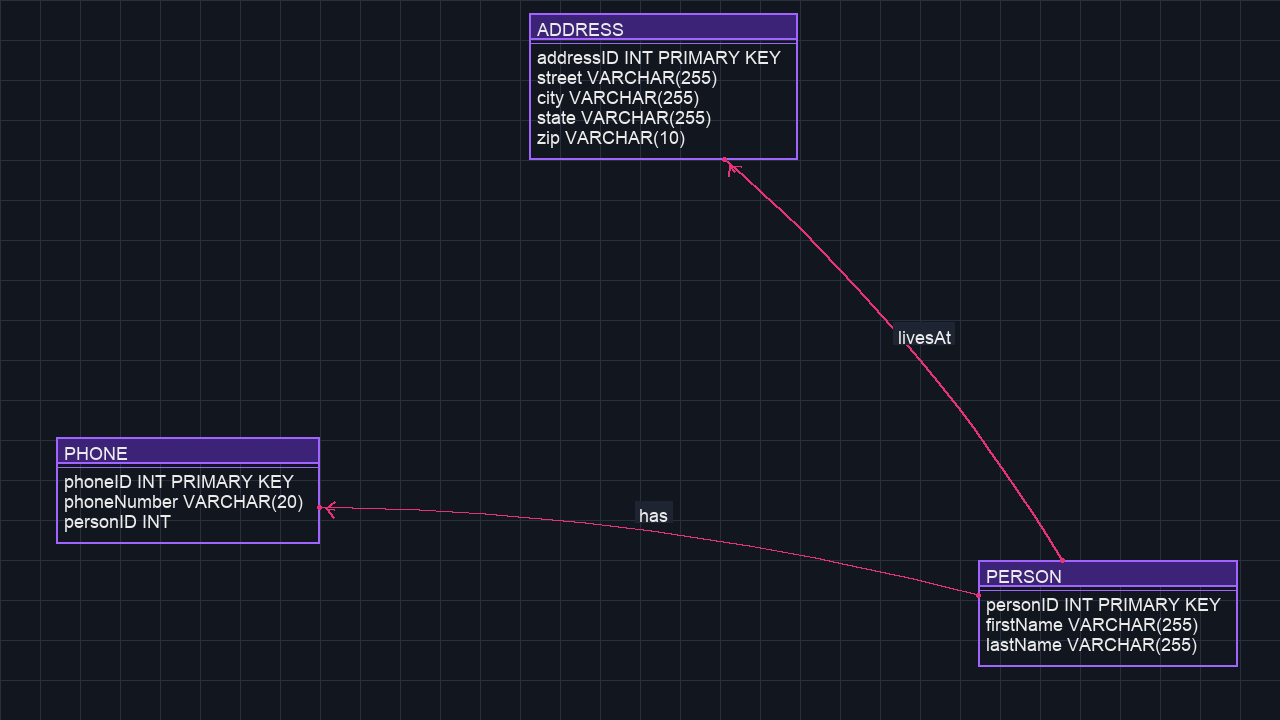 ADDRESS
addressID INT PRIMARY KEY
street VARCHAR(255)
city VARCHAR(255)
state VARCHAR(255)
zip VARCHAR(10)
livesAt
PHONE
phoneID INT PRIMARY KEY
phoneNumber VARCHAR(20)
personID INT
has
PERSON
personID INT PRIMARY KEY
firstName VARCHAR(255)
lastName VARCHAR(255)